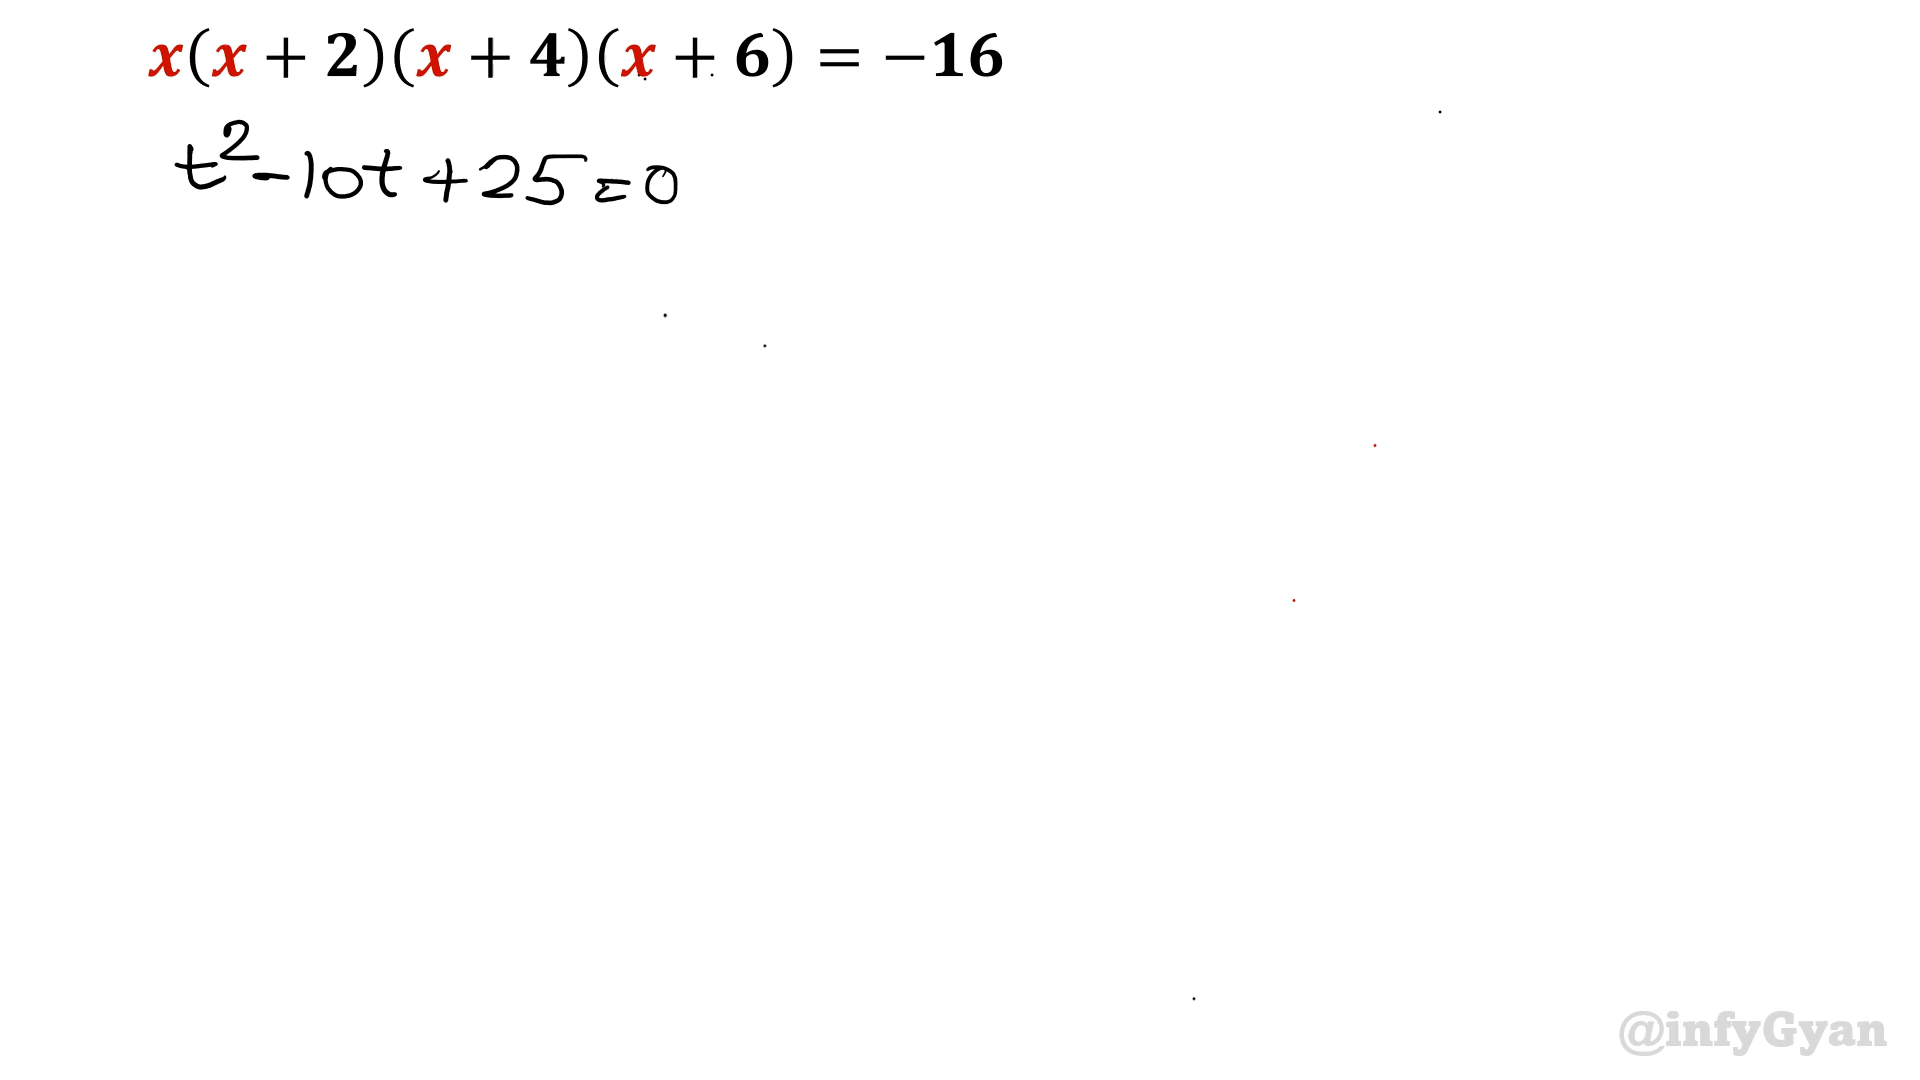 x(x + 2)(x + 4)(x + 6) = −16
t² - 10t + 25 = 0
@infyGyan